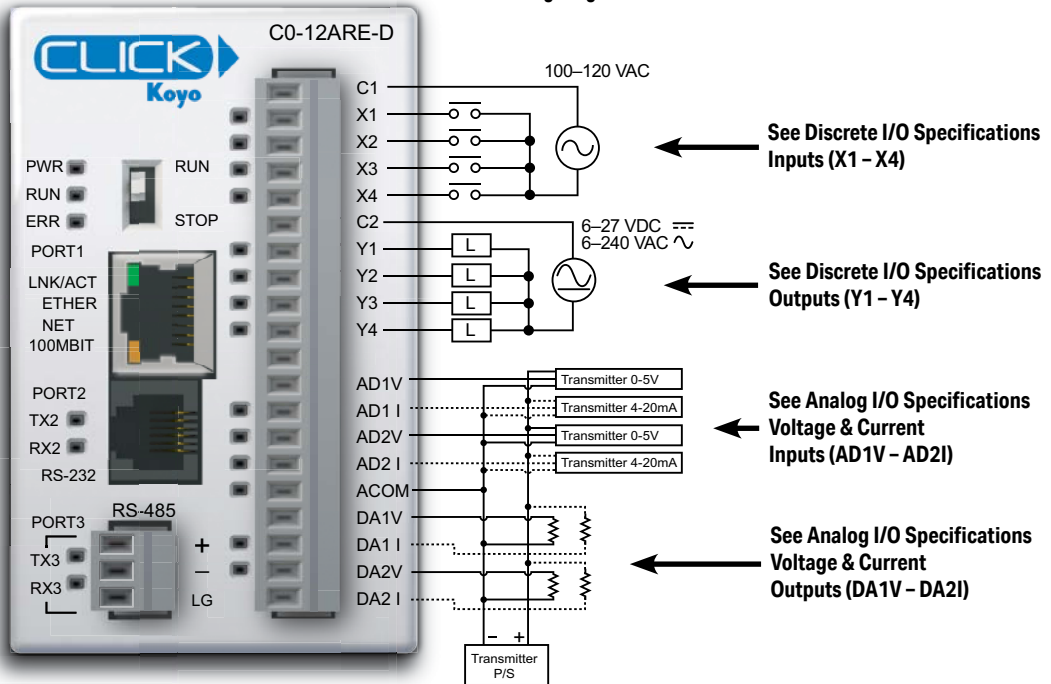 C0-12ARE-D
CLICK
Koyo
PWR
RUN
ERR
RUN
STOP
PORT1
LNK/ACT
ETHER
NET
100MBIT
PORT2
TX2
RX2
RS-232
PORT3
RS-485
TX3
RX3
+
–
LG
C1
X1
X2
X3
X4
C2
Y1
Y2
Y3
Y4
AD1V
AD1 I
AD2V
AD2 I
ACOM
DA1V
DA1 I
DA2V
DA2 I
100–120 VAC
6–27 VDC
6–240 VAC
L
L
L
L
Transmitter 0-5V
Transmitter 4-20mA
Transmitter 0-5V
Transmitter 4-20mA
– +
Transmitter
P/S
See Discrete I/O Specifications
Inputs (X1 – X4)
See Discrete I/O Specifications
Outputs (Y1 – Y4)
See Analog I/O Specifications
Voltage & Current
Inputs (AD1V – AD2I)
See Analog I/O Specifications
Voltage & Current
Outputs (DA1V – DA2I)